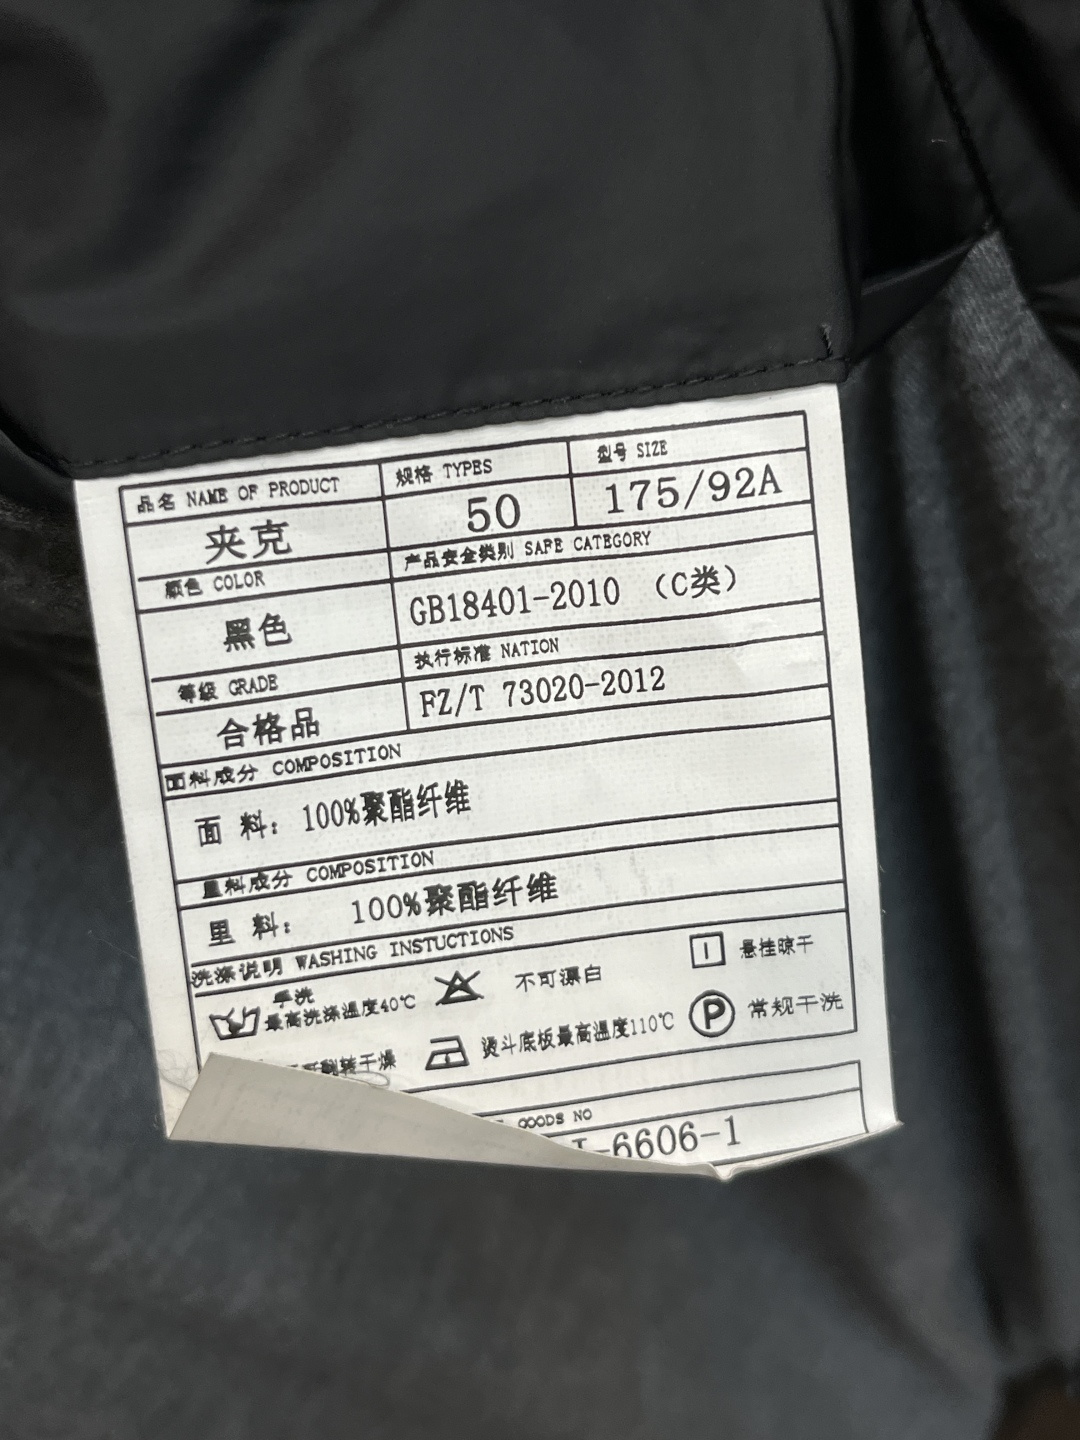 品名 NAME OF PRODUCT
规格 TYPES
型号 SIZE
夹克
50
175/92A
颜色 COLOR
产品安全类别 SAFE CATEGORY
黑色
GB18401-2010 （C类）
等级 GRADE
执行标准 NATION
合格品
FZ/T 73020-2012
面料成分 COMPOSITION
面 料：100%聚酯纤维
里料成分 COMPOSITION
里 料： 100%聚酯纤维
洗涤说明 WASHING INSTUCTIONS
手洗
最高洗涤温度40℃
不可漂白
悬挂晾干
翻转干燥
烫斗底板最高温度110℃
P 常规干洗
GOODS NO
-6606-1